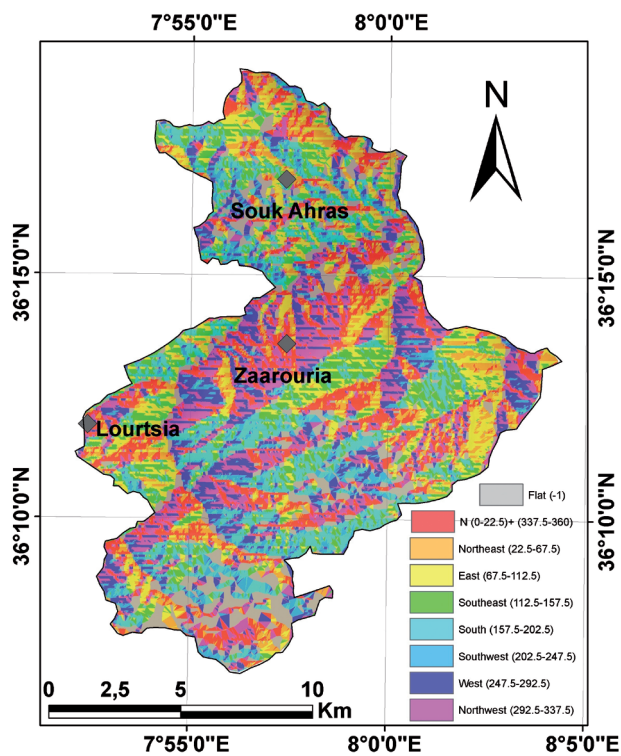 7°55'0"E 8°0'0"E
N
Souk Ahras
36°15'0"N 36°15'0"N
Zaarouria
Lourtsia
Flat (-1)
36°10'0"N 36°10'0"N
N (0-22.5)+ (337.5-360)
Northeast (22.5-67.5)
East (67.5-112.5)
Southeast (112.5-157.5)
South (157.5-202.5)
Southwest (202.5-247.5)
West (247.5-292.5)
Northwest (292.5-337.5)
0 2,5 5 10
Km
7°55'0"E 8°0'0"E 8°50'0"E